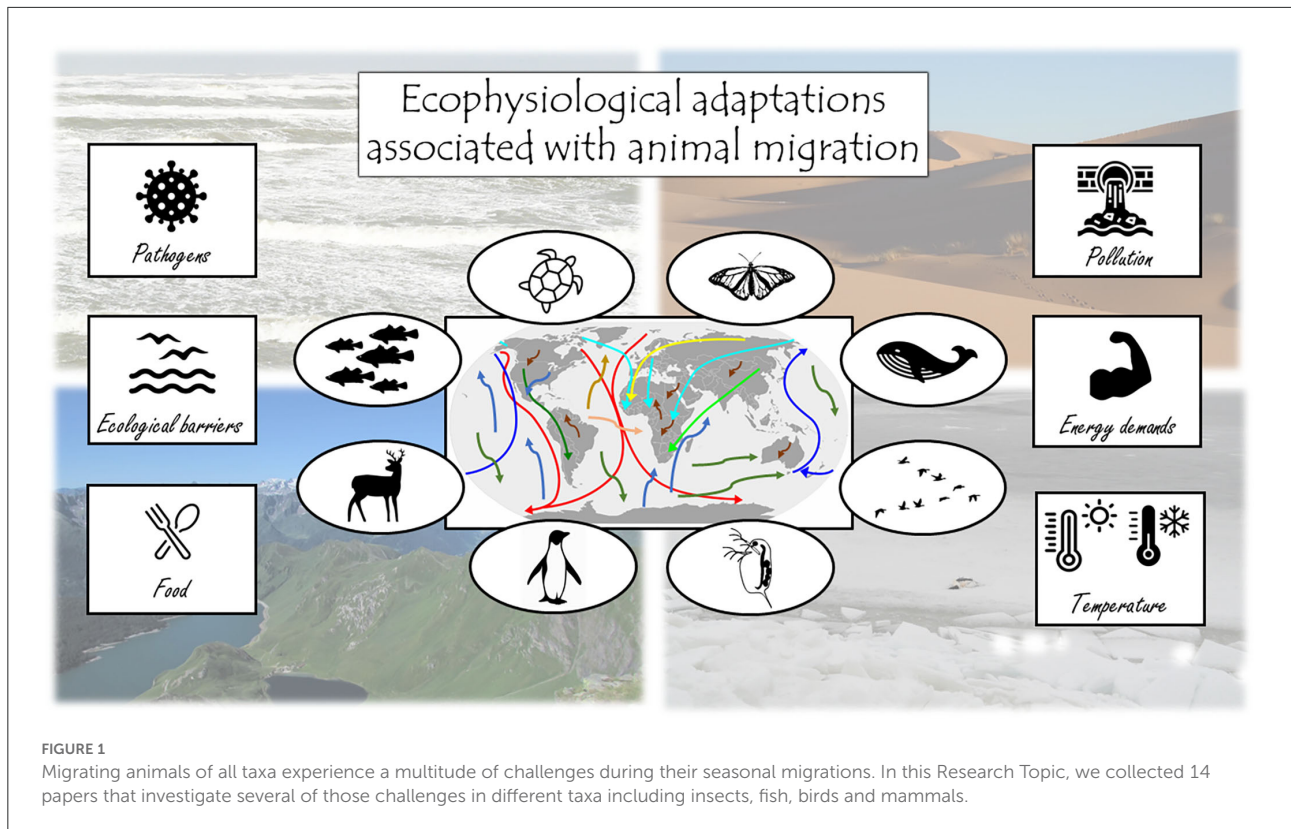 Ecophysiological adaptations
associated with animal migration
Pathogens
Ecological barriers
Food
Pollution
Energy demands
Temperature
FIGURE 1
Migrating animals of all taxa experience a multitude of challenges during their seasonal migrations. In this Research Topic, we collected 14
papers that investigate several of those challenges in different taxa including insects, fish, birds and mammals.